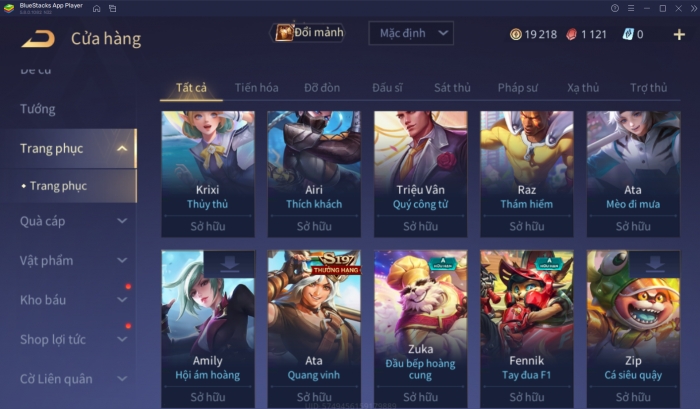 BlueStacks App Player
Cửa hàng
Đổi mảnh
Mặc định
19 218
1 121
0
Đề cử
Tướng
Trang phục
• Trang phục
Quà cáp
Vật phẩm
Kho báu
Shop lợi tức
Cờ Liên quân
Tất cả
Tiến hóa
Đỡ đòn
Đấu sĩ
Sát thủ
Pháp sư
Xạ thủ
Trợ thủ
Krixi
Thủy thủ
Sở hữu
Airi
Thích khách
Sở hữu
Triệu Vân
Quý công tử
Sở hữu
Raz
Thám hiểm
Sở hữu
Ata
Mèo đi mưa
Sở hữu
Amily
Hội ám hoàng
Sở hữu
S19
THƯỞNG HẠNG
Ata
Quang vinh
Sở hữu
A
HỮU HẠN
Zuka
Đầu bếp hoàng
cung
Sở hữu
A
HỮU HẠN
Fennik
Tay đua F1
Sở hữu
Zip
Cá siêu quậy
Sở hữu